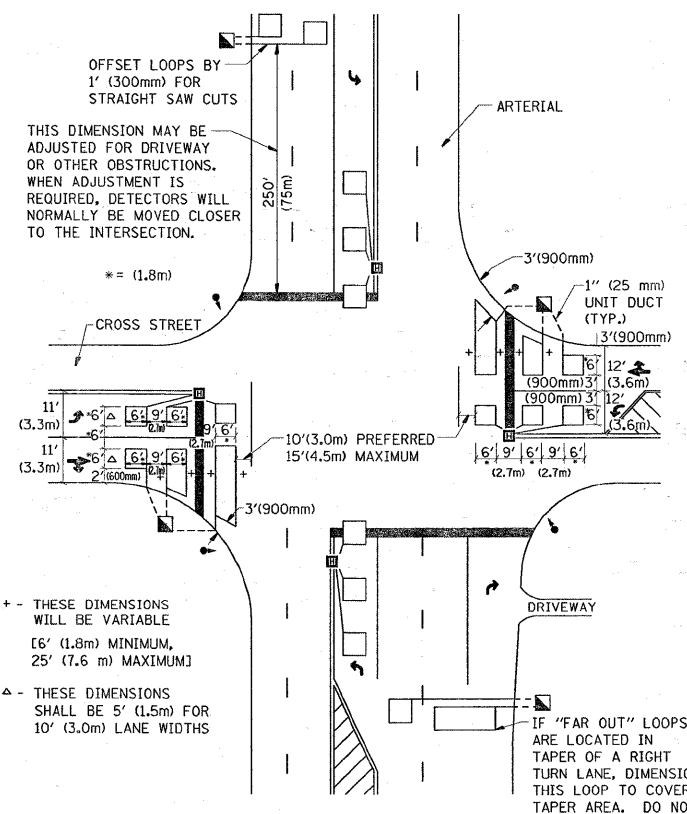 OFFSET LOOPS BY
1' (300mm) FOR
STRAIGHT SAW CUTS
ARTERIAL
THIS DIMENSION MAY BE
ADJUSTED FOR DRIVEWAY
OR OTHER OBSTRUCTIONS.
WHEN ADJUSTMENT IS
REQUIRED, DETECTORS WILL
NORMALLY BE MOVED CLOSER
TO THE INTERSECTION.
250'
(75m)
* = (1.8m)
H
3'(900mm)
1" (25 mm)
UNIT DUCT
(TYP.)
3'(900mm)
CROSS STREET
*6'
12'
(3.6m)
(900mm) 3'
(900mm) 3'
*6'
12'
(3.6m)
H
6' 9' 6' 9' 6'
* * *
(2.7m) (2.7m)
10'(3.0m) PREFERRED
15'(4.5m) MAXIMUM
H
11'
(3.3m)
*6' △ 6'* 9' 6'*
(2.7m)
*6'
9' 6'
(2.7m) *
11'
(3.3m)
*6' △ 6'* 9' 6'*
(2.7m)
2' (600mm)
3'(900mm)
H
+ - THESE DIMENSIONS
WILL BE VARIABLE
[6' (1.8m) MINIMUM,
25' (7.6 m) MAXIMUM]
△ - THESE DIMENSIONS
SHALL BE 5' (1.5m) FOR
10' (3.0m) LANE WIDTHS
DRIVEWAY
IF "FAR OUT" LOOPS
ARE LOCATED IN
TAPER OF A RIGHT
TURN LANE, DIMENSIO
THIS LOOP TO COVER
TAPER AREA. DO NO